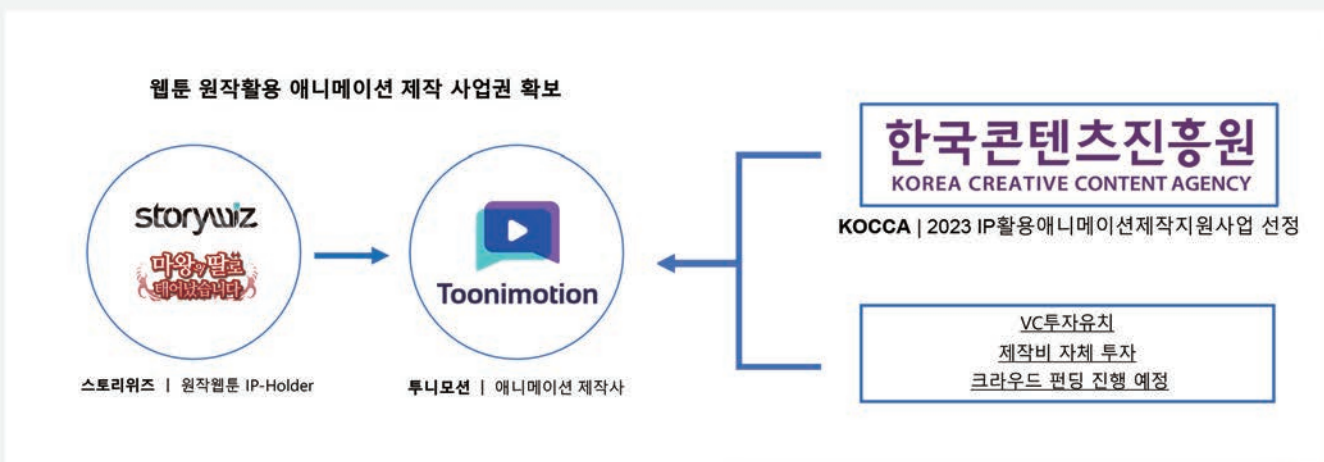 웹툰 원작활용 애니메이션 제작 사업권 확보
storywiz
마왕의 딸로
태어났습니다
스토리위즈 | 원작웹툰 IP-Holder
Toonimotion
투니모션 | 애니메이션 제작사
한국콘텐츠진흥원
KOREA CREATIVE CONTENT AGENCY
KOCCA | 2023 IP활용애니메이션제작지원사업 선정
VC투자유치
제작비 자체 투자
크라우드 펀딩 진행 예정